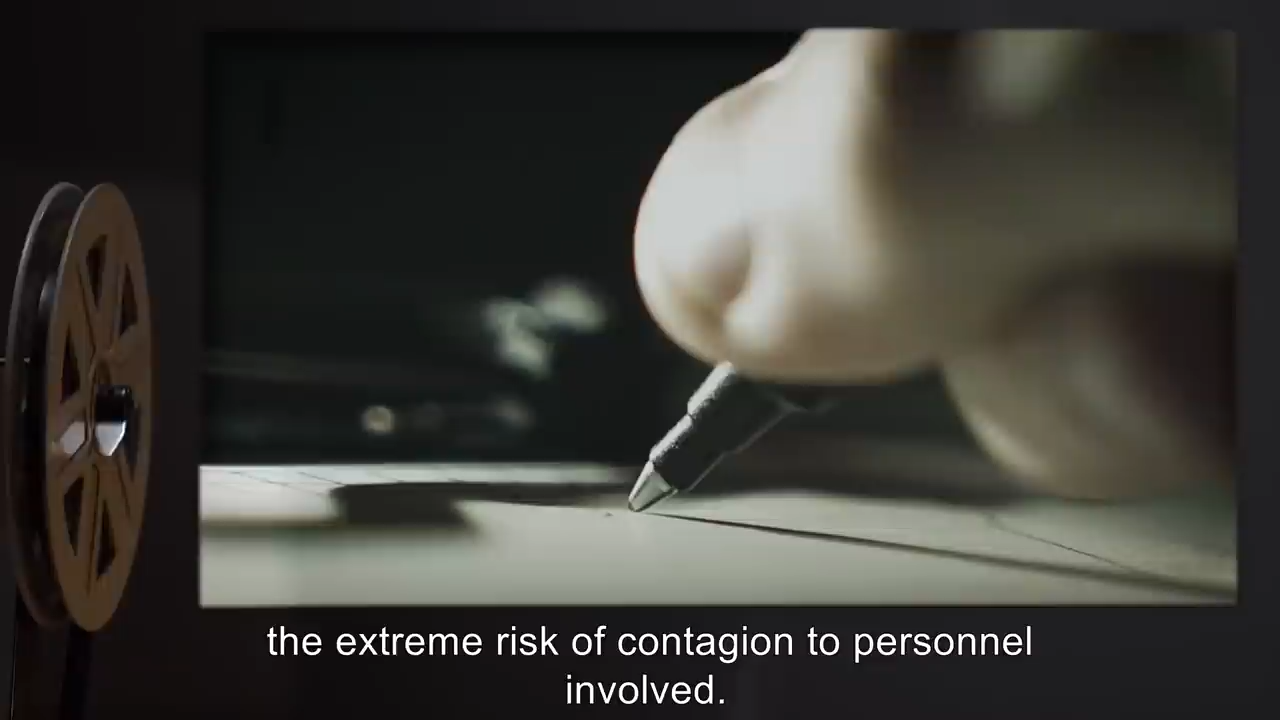 the extreme risk of contagion to personnel
involved.